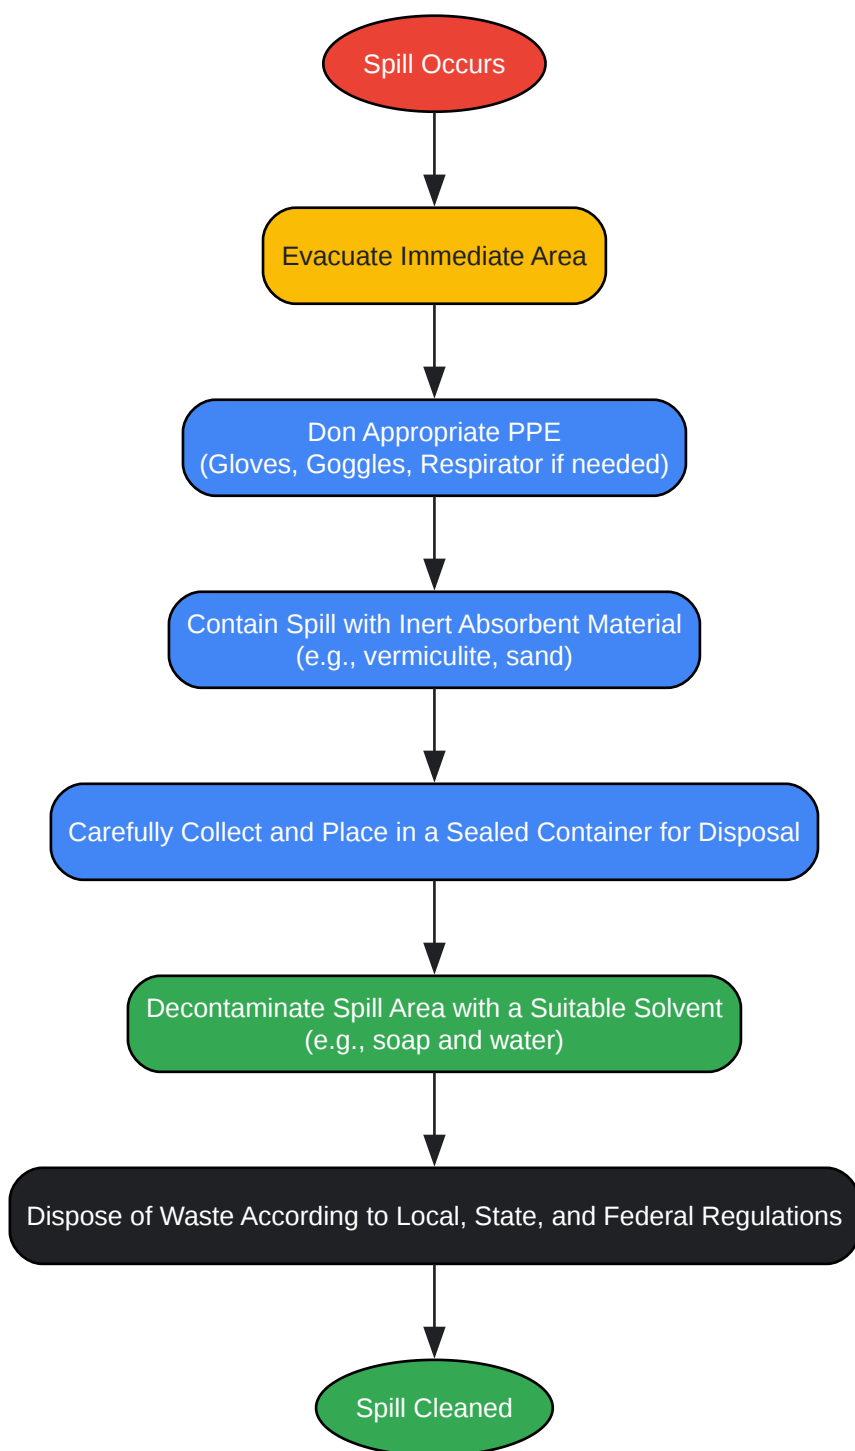 Spill Occurs
Evacuate Immediate Area
Don Appropriate PPE
(Gloves, Goggles, Respirator if needed)
Contain Spill with Inert Absorbent Material
(e.g., vermiculite, sand)
Carefully Collect and Place in a Sealed Container for Disposal
Decontaminate Spill Area with a Suitable Solvent
(e.g., soap and water)
Dispose of Waste According to Local, State, and Federal Regulations
Spill Cleaned